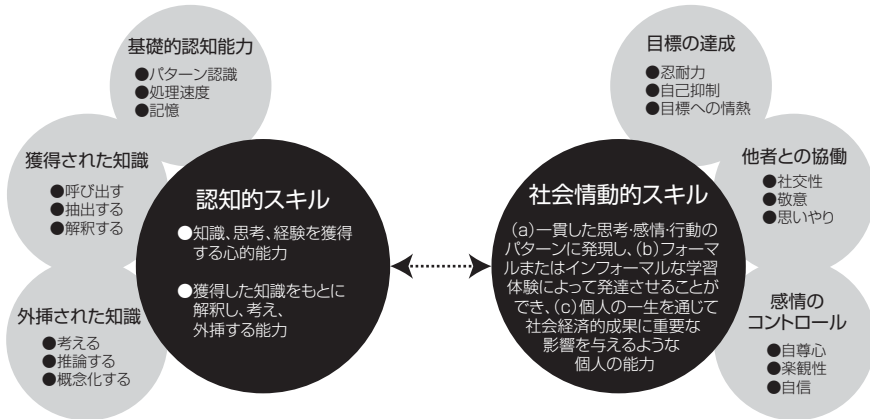 基礎的認知能力
●パターン認識
●処理速度
●記憶
獲得された知識
●呼び出す
●抽出する
●解釈する
外挿された知識
●考える
●推論する
●概念化する
認知的スキル
●知識、思考、経験を獲得
する心的能力
●獲得した知識をもとに
解釈し、考え、
外挿する能力
社会情動的スキル
(a)一貫した思考・感情・行動の
パターンに発現し、(b)フォーマ
ルまたはインフォーマルな学習
体験によって発達させることが
でき、(c)個人の一生を通じて
社会経済的成果に重要な
影響を与えるような
個人の能力
目標の達成
●忍耐力
●自己抑制
●目標への情熱
他者との協働
●社交性
●敬意
●思いやり
感情の
コントロール
●自尊心
●楽観性
●自信